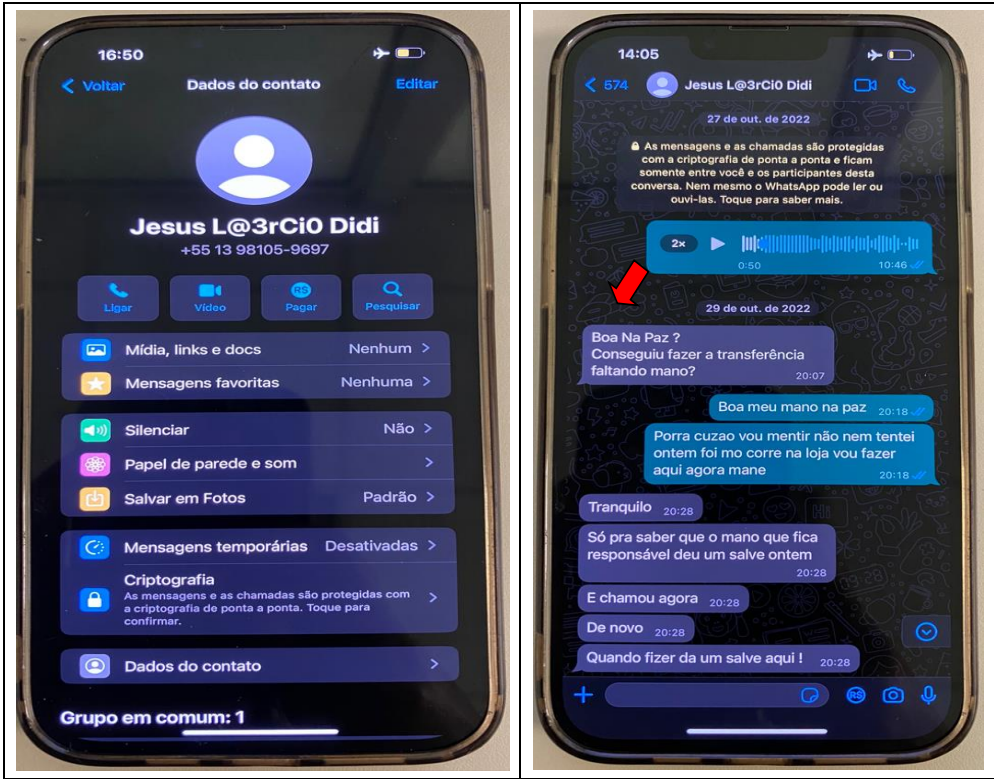 16:50
Voltar
Dados do contato
Editar
Jesus L@3rCi0 Didi
+55 13 98105-9697
Ligar
Vídeo
R$
Pagar
Pesquisar
Mídia, links e docs
Nenhum
Mensagens favoritas
Nenhuma
Silenciar
Não
Papel de parede e som
Salvar em Fotos
Padrão
Mensagens temporárias
Desativadas
Criptografia
As mensagens e as chamadas são protegidas com
a criptografia de ponta a ponta. Toque para
confirmar.
Dados do contato
Grupo em comum: 1
14:05
574
Jesus L@3rCi0 Didi
27 de out. de 2022
As mensagens e as chamadas são protegidas
com a criptografia de ponta a ponta e ficam
somente entre você e os participantes desta
conversa. Nem mesmo o WhatsApp pode ler ou
ouvi-las. Toque para saber mais.
2×
0:50
10:46
29 de out. de 2022
Boa Na Paz ?
Conseguiu fazer a transferência
faltando mano?
20:07
Boa meu mano na paz 20:18
Porra cuzao vou mentir não nem tentei
ontem foi mo corre na loja vou fazer
aqui agora mane
20:18
Tranquilo 20:28
Só pra saber que o mano que fica
responsável deu um salve ontem
20:28
E chamou agora 20:28
De novo 20:28
Quando fizer da um salve aqui ! 20:28
R$